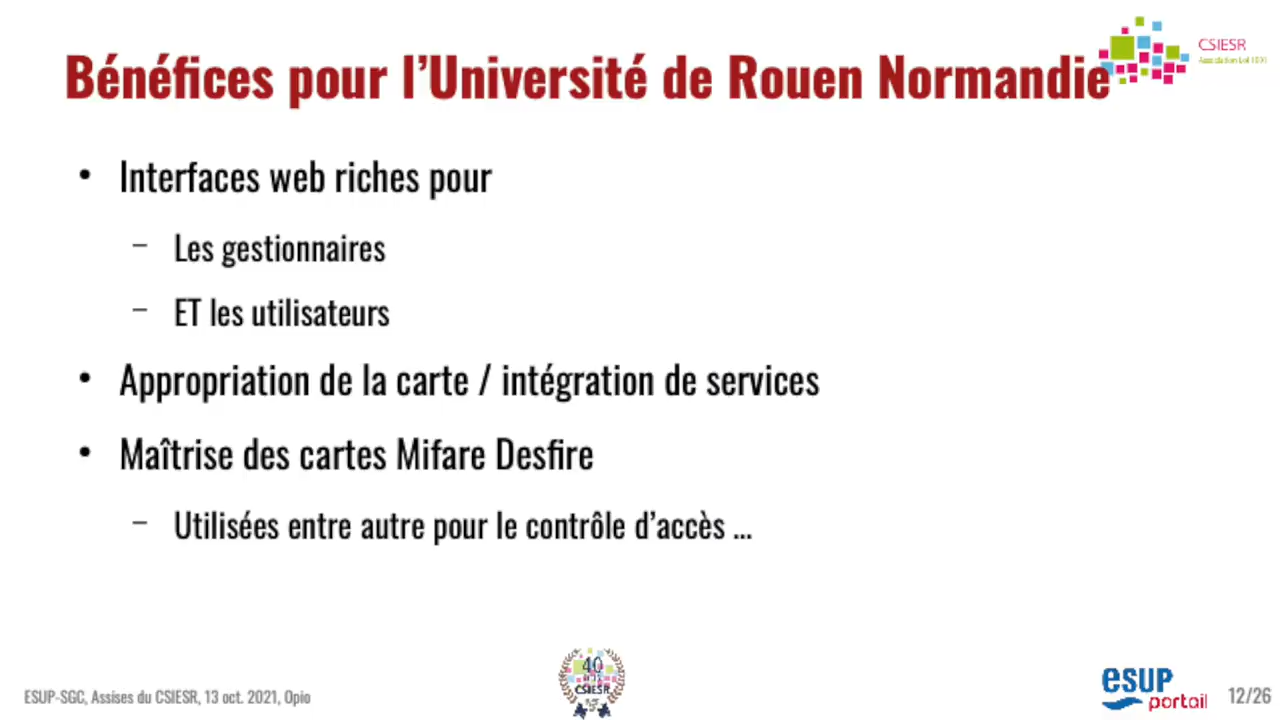 Bénéfices pour l’Université de Rouen Normandie
CSIESR
Association Loi 1901
• Interfaces web riches pour
– Les gestionnaires
– ET les utilisateurs
• Appropriation de la carte / intégration de services
• Maîtrise des cartes Mifare Desfire
– Utilisées entre autre pour le contrôle d’accès ...
ESUP-SGC, Assises du CSIESR, 13 oct. 2021, Opio
40
CSIESR
esup
portail
12/26